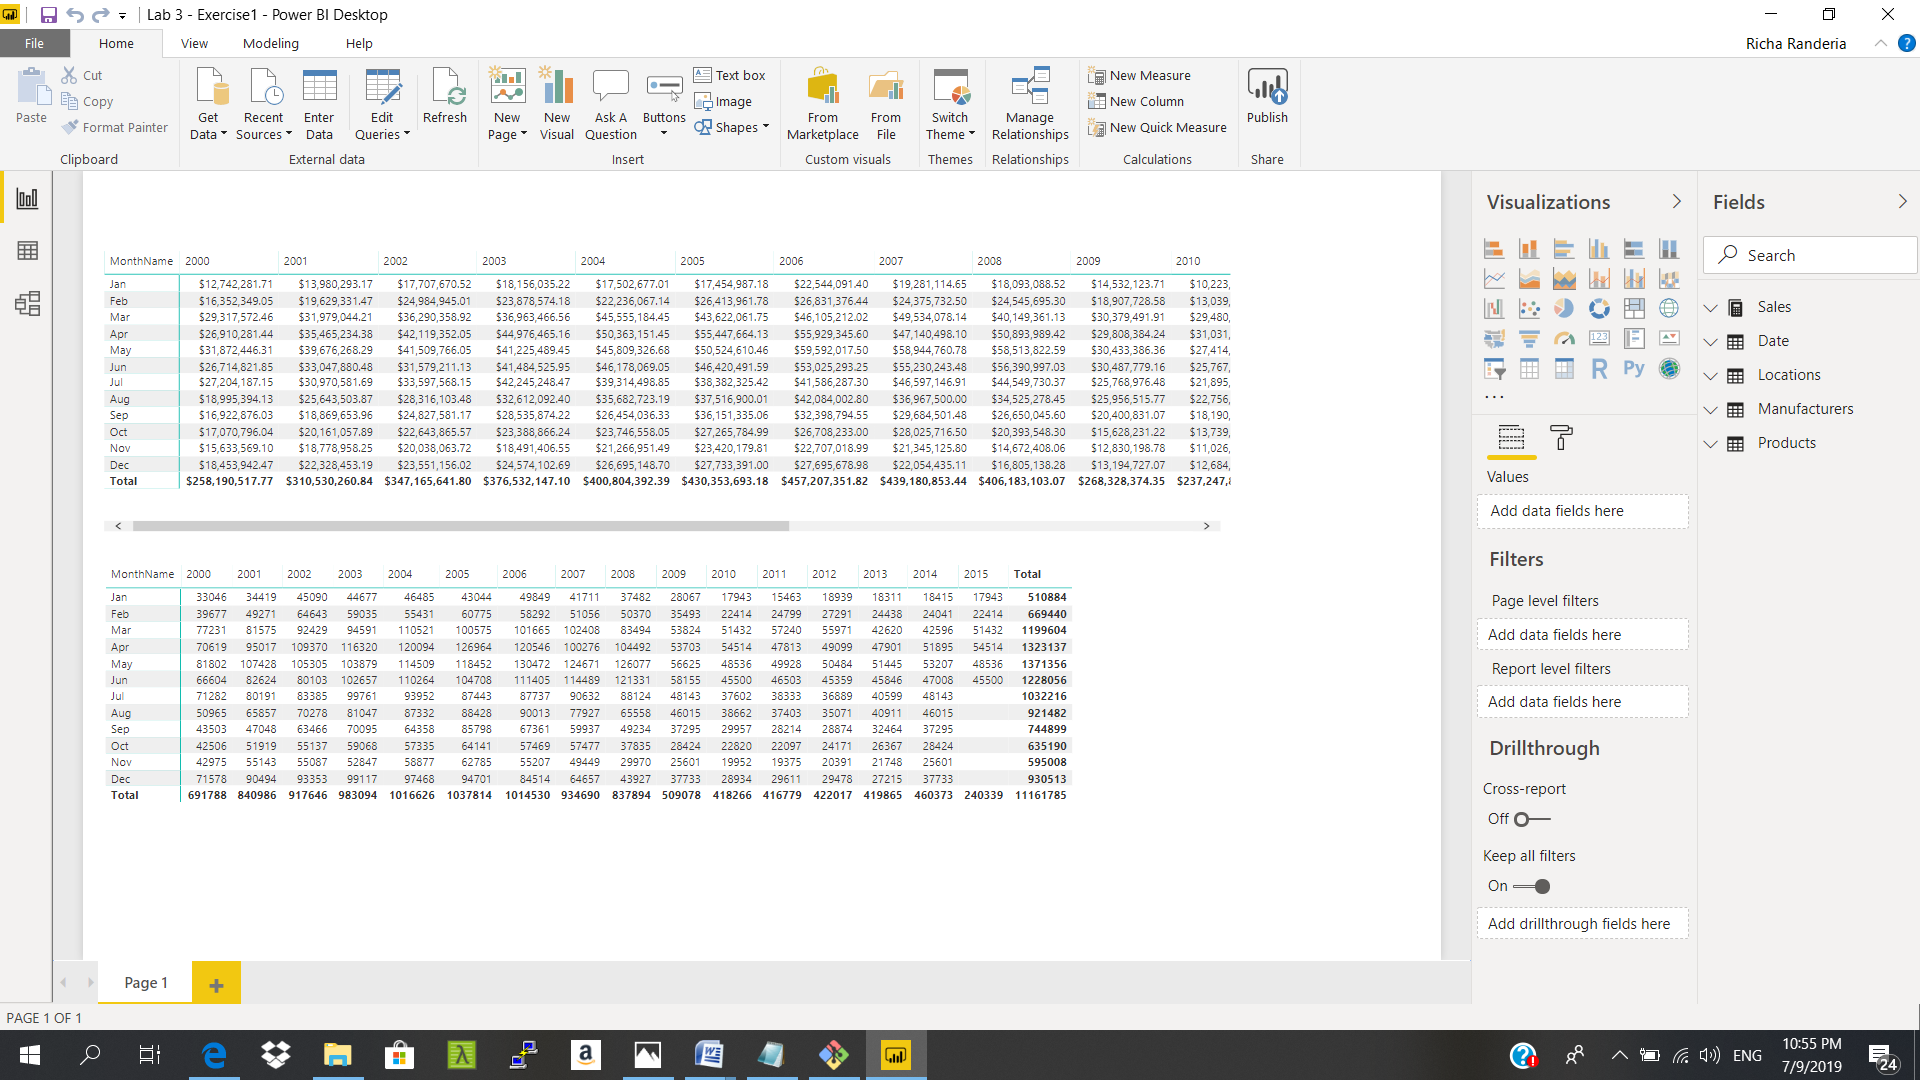 Lab 3 - Exercise1 - Power BI Desktop
File Home View Modeling Help Richa Randeria ?
Paste Cut Copy Format Painter
Get Data Recent Sources Enter Data Edit Queries Refresh
New Page New Visual Ask A Question Buttons Text box Image Shapes
From Marketplace From File Switch Theme Manage Relationships
New Measure New Column New Quick Measure Publish
Clipboard External data Insert Custom visuals Themes Relationships Calculations Share
MonthName 2000 2001 2002 2003 2004 2005 2006 2007 2008 2009 2010
Jan $12,742,281.71 $13,980,293.17 $17,707,670.52 $18,156,035.22 $17,502,677.01 $17,454,987.18 $22,544,091.40 $19,281,114.65 $18,093,088.52 $14,532,123.71 $10,223,
Feb $16,352,349.05 $19,629,331.47 $24,984,945.01 $23,878,574.18 $22,236,067.14 $26,413,961.78 $26,831,376.44 $24,375,732.50 $24,545,695.30 $18,907,728.58 $13,039,
Mar $29,317,572.46 $31,979,044.21 $36,290,358.92 $36,963,466.56 $45,555,184.45 $43,622,061.75 $46,105,212.02 $49,534,078.14 $40,149,361.13 $30,379,491.91 $29,480,
Apr $26,910,281.44 $35,465,234.38 $42,119,352.05 $44,976,465.16 $50,363,151.45 $55,447,664.13 $55,929,345.60 $47,140,498.10 $50,893,989.42 $29,808,384.24 $31,031,
May $31,872,446.31 $39,676,268.29 $41,509,766.05 $41,225,489.45 $45,809,326.68 $50,524,610.46 $59,592,017.50 $58,944,760.78 $58,513,822.59 $30,433,386.36 $27,414,
Jun $26,714,821.85 $33,047,880.48 $31,579,211.13 $41,484,525.95 $46,178,069.05 $46,420,491.59 $53,025,293.25 $55,230,243.48 $56,390,997.03 $30,487,779.16 $25,767,
Jul $27,204,187.15 $30,970,581.69 $33,597,568.15 $42,245,248.47 $39,314,498.85 $38,382,325.42 $41,586,287.30 $46,597,146.91 $44,549,730.37 $25,768,976.48 $21,895,
Aug $18,995,394.13 $25,643,503.87 $28,316,103.48 $32,612,092.40 $35,682,723.19 $37,516,900.01 $42,084,002.80 $36,967,500.00 $34,525,278.45 $25,956,515.77 $22,756,
Sep $16,922,876.03 $18,869,653.96 $24,827,581.17 $28,535,874.22 $26,454,036.33 $36,151,335.06 $32,398,794.55 $29,684,501.48 $26,650,045.60 $20,400,831.07 $18,190,
Oct $17,070,796.04 $20,161,057.89 $22,643,865.57 $23,388,866.24 $23,746,558.05 $27,265,784.99 $26,708,233.00 $28,025,716.50 $20,393,548.30 $15,628,231.22 $13,739,
Nov $15,633,569.10 $18,778,958.25 $20,038,063.72 $18,491,406.55 $21,266,951.49 $23,420,179.81 $22,707,018.99 $21,345,125.80 $14,672,408.06 $12,830,198.78 $11,026,
Dec $18,453,942.47 $22,328,453.19 $23,551,156.02 $24,574,102.69 $26,695,148.70 $27,733,391.00 $27,695,678.98 $22,054,435.11 $16,805,138.28 $13,194,727.07 $12,684,
Total $258,190,517.77 $310,530,260.84 $347,165,641.80 $376,532,147.10 $400,804,392.39 $430,353,693.18 $457,207,351.82 $439,180,853.44 $406,183,103.07 $268,328,374.35 $237,247,
MonthName 2000 2001 2002 2003 2004 2005 2006 2007 2008 2009 2010 2011 2012 2013 2014 2015 Total
Jan 33046 34419 45090 44677 46485 43044 49849 41711 37482 28067 17943 15463 18939 18311 18415 17943 510884
Feb 39677 49271 64643 59035 55431 60775 58292 51056 50370 35493 22414 24799 27291 24438 24041 22414 669440
Mar 77231 81575 92429 94591 110521 100575 101665 102408 83494 53824 51432 57240 55971 42620 42596 51432 1199604
Apr 70619 95017 109370 116320 120094 126964 120546 100276 104492 53703 54514 47813 49099 47901 51895 54514 1323137
May 81802 107428 105305 103879 114509 118452 130472 124671 126077 56625 48536 49928 50484 51445 53207 48536 1371356
Jun 66604 82624 80103 102657 110264 104708 111405 114489 121331 58155 45500 46503 45359 45846 47008 45500 1228056
Jul 71282 80191 83385 99761 93952 87443 87737 90632 88124 48143 37602 38333 36889 40599 48143 1032216
Aug 50965 65857 70278 81047 87332 88428 90013 77927 65558 46015 38662 37403 35071 40911 46015 921482
Sep 43503 47048 63466 70095 64358 85798 67361 59937 49234 37295 29957 28214 28874 32464 37295 744899
Oct 42506 51919 55137 59068 57335 64141 57469 57477 37835 28424 22820 22097 24171 26367 28424 635190
Nov 42975 55143 55087 52847 58877 62785 55207 49449 29970 25601 19952 19375 20391 21748 25601 595008
Dec 71578 90494 93353 99117 97468 94701 84514 64657 43927 37733 28934 29611 29478 27215 37733 930513
Total 691788 840986 917646 983094 1016626 1037814 1014530 934690 837894 509078 418266 416779 422017 419865 460373 240339 11161785
Visualizations
R Py
123
...
Values
Add data fields here
Filters
Page level filters
Add data fields here
Report level filters
Add data fields here
Drillthrough
Cross-report
Off
Keep all filters
On
Add drillthrough fields here
Fields
Search
Sales
Date
Locations
Manufacturers
Products
Page 1
PAGE 1 OF 1
ENG
10:55 PM
7/9/2019
24